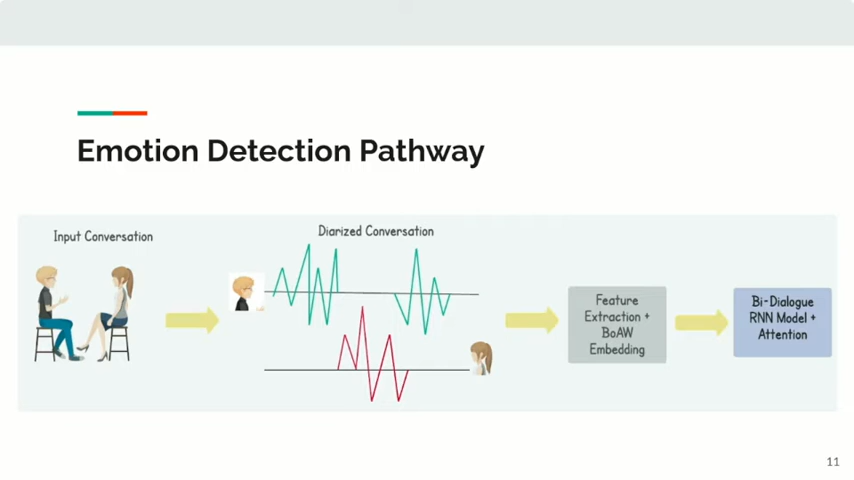 Emotion Detection Pathway
Input Conversation
Diarized Conversation
Feature
Extraction +
BoAW
Embedding
Bi-Dialogue
RNN Model +
Attention
11